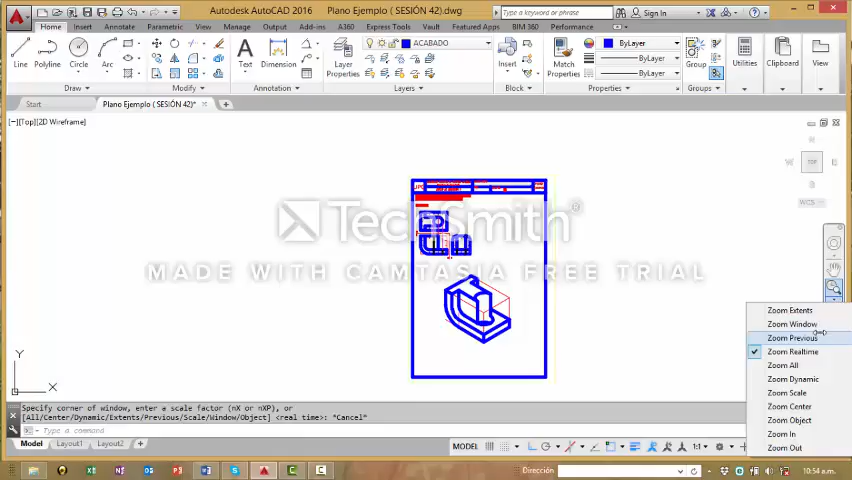 Autodesk AutoCAD 2016 Plano Ejemplo ( SESIÓN 42).dwg
Type a keyword or phrase
Sign In
Home Insert Annotate Parametric View Manage Output Add-ins A360 Express Tools Featured Apps BIM 360 Performance
Line Polyline Circle Arc
Text Dimension
Layer Properties
ACABADO
Insert
Match Properties
ByLayer
ByLayer
ByLayer
Group
Utilities
Clipboard
Draw Modify Annotation Layers Block Properties Groups View
Start Plano Ejemplo ( SESIÓN 42)*
[−][Top][2D Wireframe]
W TOP E
S
WCS
TechSmith
MADE WITH CAMTASIA FREE TRIAL
Zoom Extents
Zoom Window
Zoom Previous
Zoom Realtime
Zoom All
Zoom Dynamic
Zoom Scale
Zoom Center
Zoom Object
Zoom In
Zoom Out
Y
X
Specify corner of window, enter a scale factor (nX or nXP), or
[All/Center/Dynamic/Extents/Previous/Scale/Window/Object] <real time>: *Cancel*
Type a command
Model Layout1 Layout2
MODEL 1:1
Dirección
10:54 a.m.